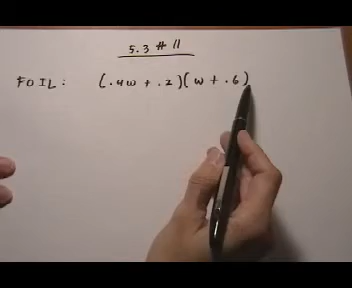 5.3 # 11
FOIL: (.4w + .2)(w + .6)